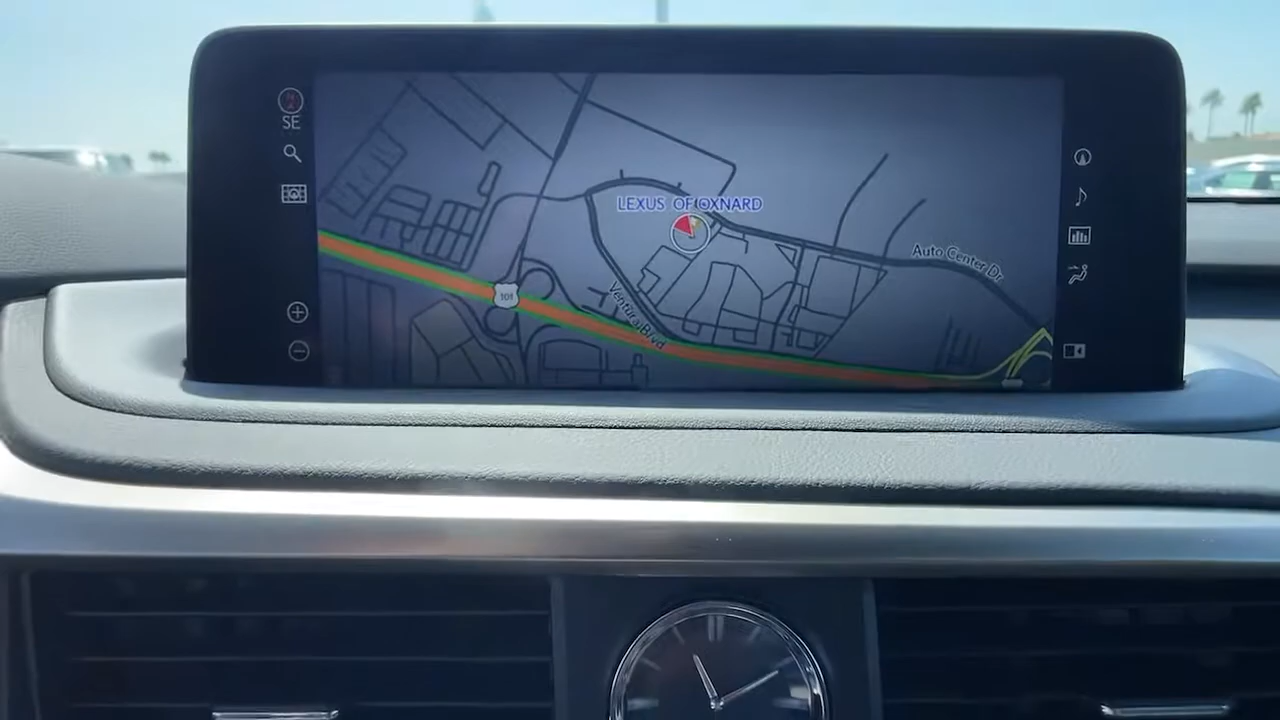 SE
LEXUS OF OXNARD
Auto Center Dr
101
Ventura Blvd